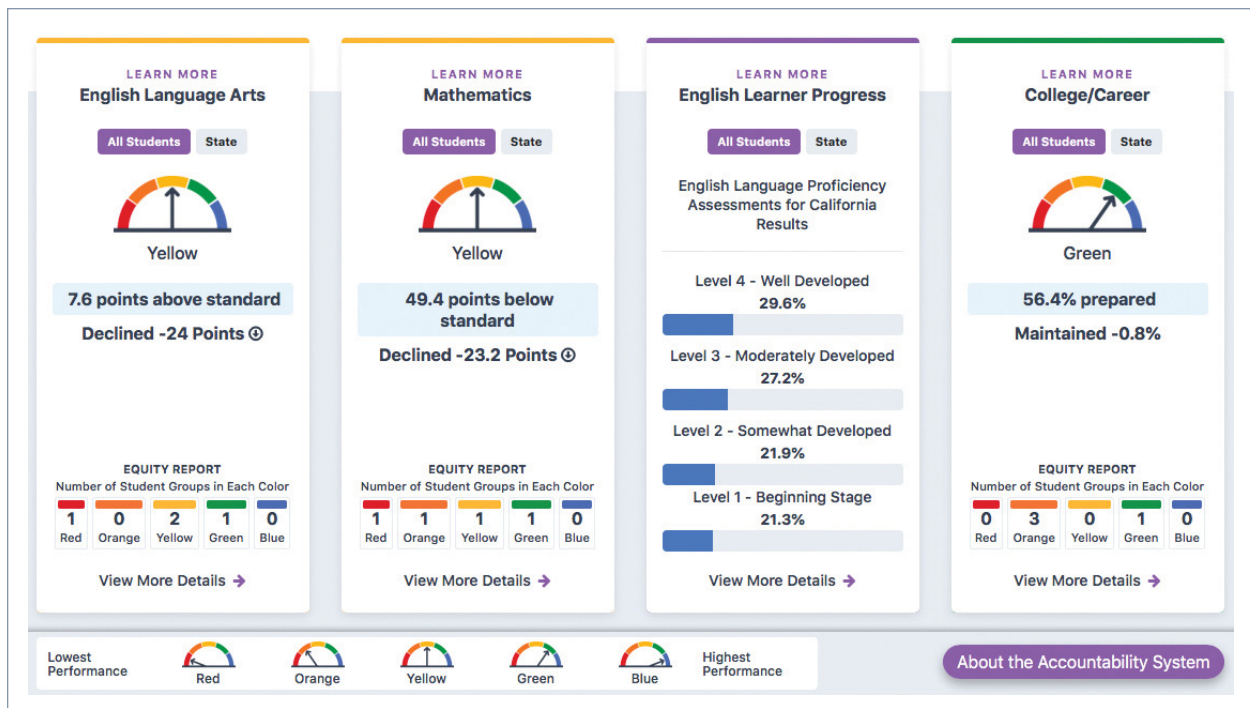 LEARN MORE
English Language Arts
All Students State
Yellow
7.6 points above standard
Declined -24 Points
EQUITY REPORT
Number of Student Groups in Each Color
1 0 2 1 0
Red Orange Yellow Green Blue
View More Details →
LEARN MORE
Mathematics
All Students State
Yellow
49.4 points below
standard
Declined -23.2 Points
EQUITY REPORT
Number of Student Groups in Each Color
1 1 1 1 0
Red Orange Yellow Green Blue
View More Details →
LEARN MORE
English Learner Progress
All Students State
English Language Proficiency
Assessments for California
Results
Level 4 - Well Developed
29.6%
Level 3 - Moderately Developed
27.2%
Level 2 - Somewhat Developed
21.9%
Level 1 - Beginning Stage
21.3%
View More Details →
LEARN MORE
College/Career
All Students State
Green
56.4% prepared
Maintained -0.8%
EQUITY REPORT
Number of Student Groups in Each Color
0 3 0 1 0
Red Orange Yellow Green Blue
View More Details →
Lowest
Performance
Red
Orange
Yellow
Green
Blue
Highest
Performance
About the Accountability System